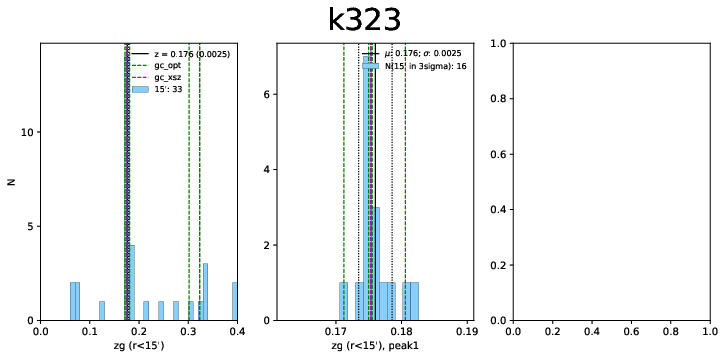 k323
z = 0.176 (0.0025)
gc_opt
gc_xsz
15': 33
N
10
5
0
0.0 0.1 0.2 0.3 0.4
zg (r<15')
μ: 0.176; σ: 0.0025
N(15' in 3sigma): 16
6
4
2
0
0.17 0.18 0.19
zg (r<15'), peak1
1.0
0.8
0.6
0.4
0.2
0.0
0.0 0.2 0.4 0.6 0.8 1.0